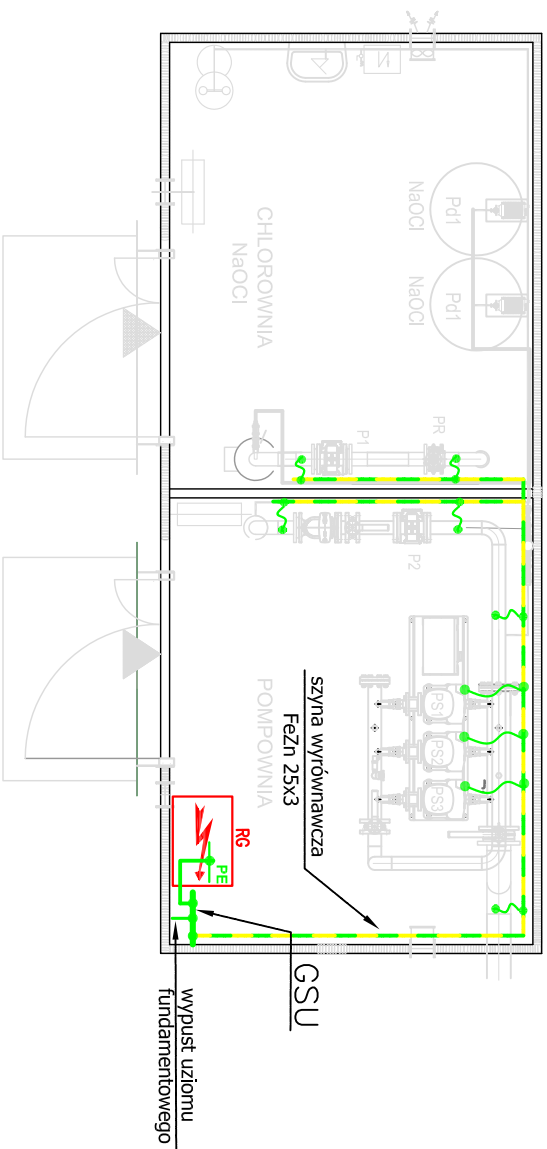 NaOCl
Pd1
NaOCl
Pd1
CHLOROWNIA
NaOCl
P1
PR
P2
PS1
PS2
PS3
POMPOWNIA
szyna wyrównawcza
FeZn 25x3
RG
PE
GSU
wypust uziomu
fundamentowego